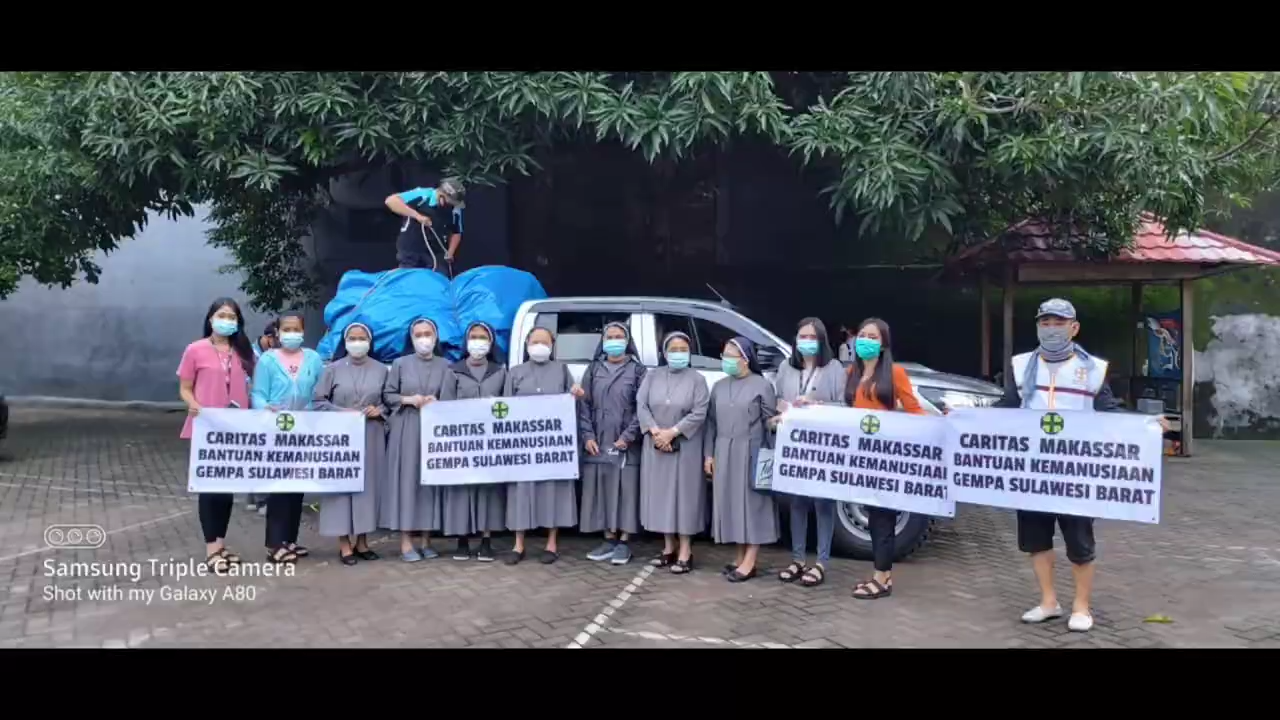 CARITAS MAKASSAR
BANTUAN KEMANUSIAAN
GEMPA SULAWESI BARAT
CARITAS MAKASSAR
BANTUAN KEMANUSIAAN
GEMPA SULAWESI BARAT
CARITAS MAKASSAR
BANTUAN KEMANUSIAAN
GEMPA SULAWESI BARAT
CARITAS MAKASSAR
BANTUAN KEMANUSIAAN
GEMPA SULAWESI BARAT
Samsung Triple Camera
Shot with my Galaxy A80